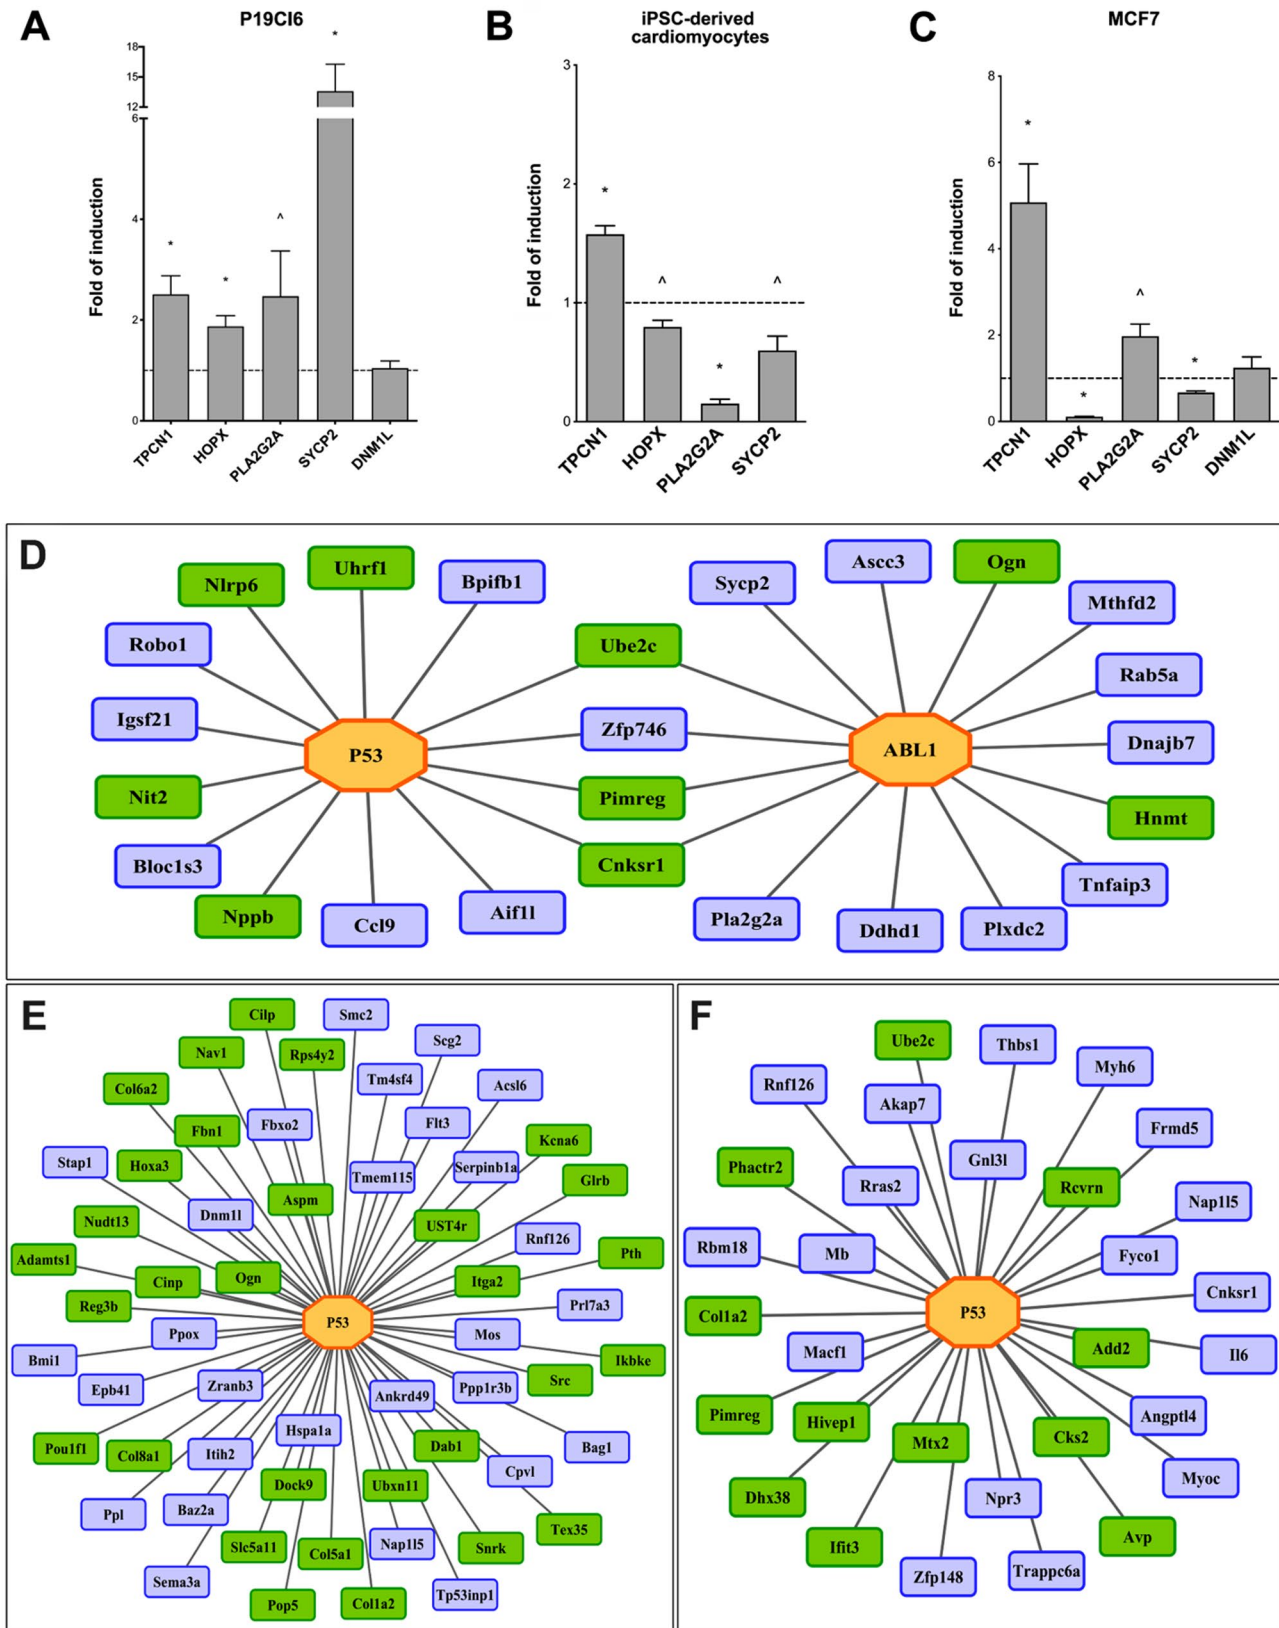 A
P19Cl6
Fold of induction
18
15
12
6
4
2
0
*
*
^
*
TPCN1
HOPX
PLA2G2A
SYCP2
DNM1L
B
iPSC-derived
cardiomyocytes
Fold of induction
3
2
1
0
*
^
*
^
TPCN1
HOPX
PLA2G2A
SYCP2
C
MCF7
Fold of induction
8
6
4
2
0
*
*
^
*
TPCN1
HOPX
PLA2G2A
SYCP2
DNM1L
D
Nlrp6
Uhrf1
Bpifb1
Robo1
Igsf21
Nit2
Bloc1s3
Nppb
Ccl9
Aif1l
P53
Ube2c
Zfp746
Pimreg
Cnksr1
ABL1
Sycp2
Ascc3
Ogn
Mthfd2
Rab5a
Dnajb7
Hnmt
Tnfaip3
Plxdc2
Ddhd1
Pla2g2a
E
Cilp
Smc2
Nav1
Rps4y2
Scg2
Col6a2
Tm4sf4
Acsl6
Fbn1
Fbxo2
Flt3
Kcna6
Stap1
Hoxa3
Tmem115
Serpinb1a
Glrb
Aspm
Nudt13
Dnm1l
UST4r
Rnf126
Pth
Adamts1
Cinp
Ogn
Itga2
Reg3b
Prl7a3
P53
Ppox
Mos
Bmi1
Ikbke
Epb41
Zranb3
Ankrd49
Ppp1r3b
Src
Hspa1a
Pou1f1
Col8a1
Itih2
Dab1
Bag1
Dock9
Ubxn11
Cpvl
Ppl
Baz2a
Tex35
Slc5a11
Col5a1
Nap1l5
Snrk
Sema3a
Pop5
Col1a2
Tp53inp1
F
Ube2c
Thbs1
Myh6
Rnf126
Akap7
Frmd5
Phactr2
Rras2
Gnl3l
Rcvrn
Nap1l5
Rbm18
Mb
Fyco1
Cnksr1
Col1a2
P53
Macf1
Add2
Il6
Pimreg
Hivep1
Mtx2
Cks2
Angptl4
Myoc
Dhx38
Npr3
Ifit3
Avp
Zfp148
Trappc6a